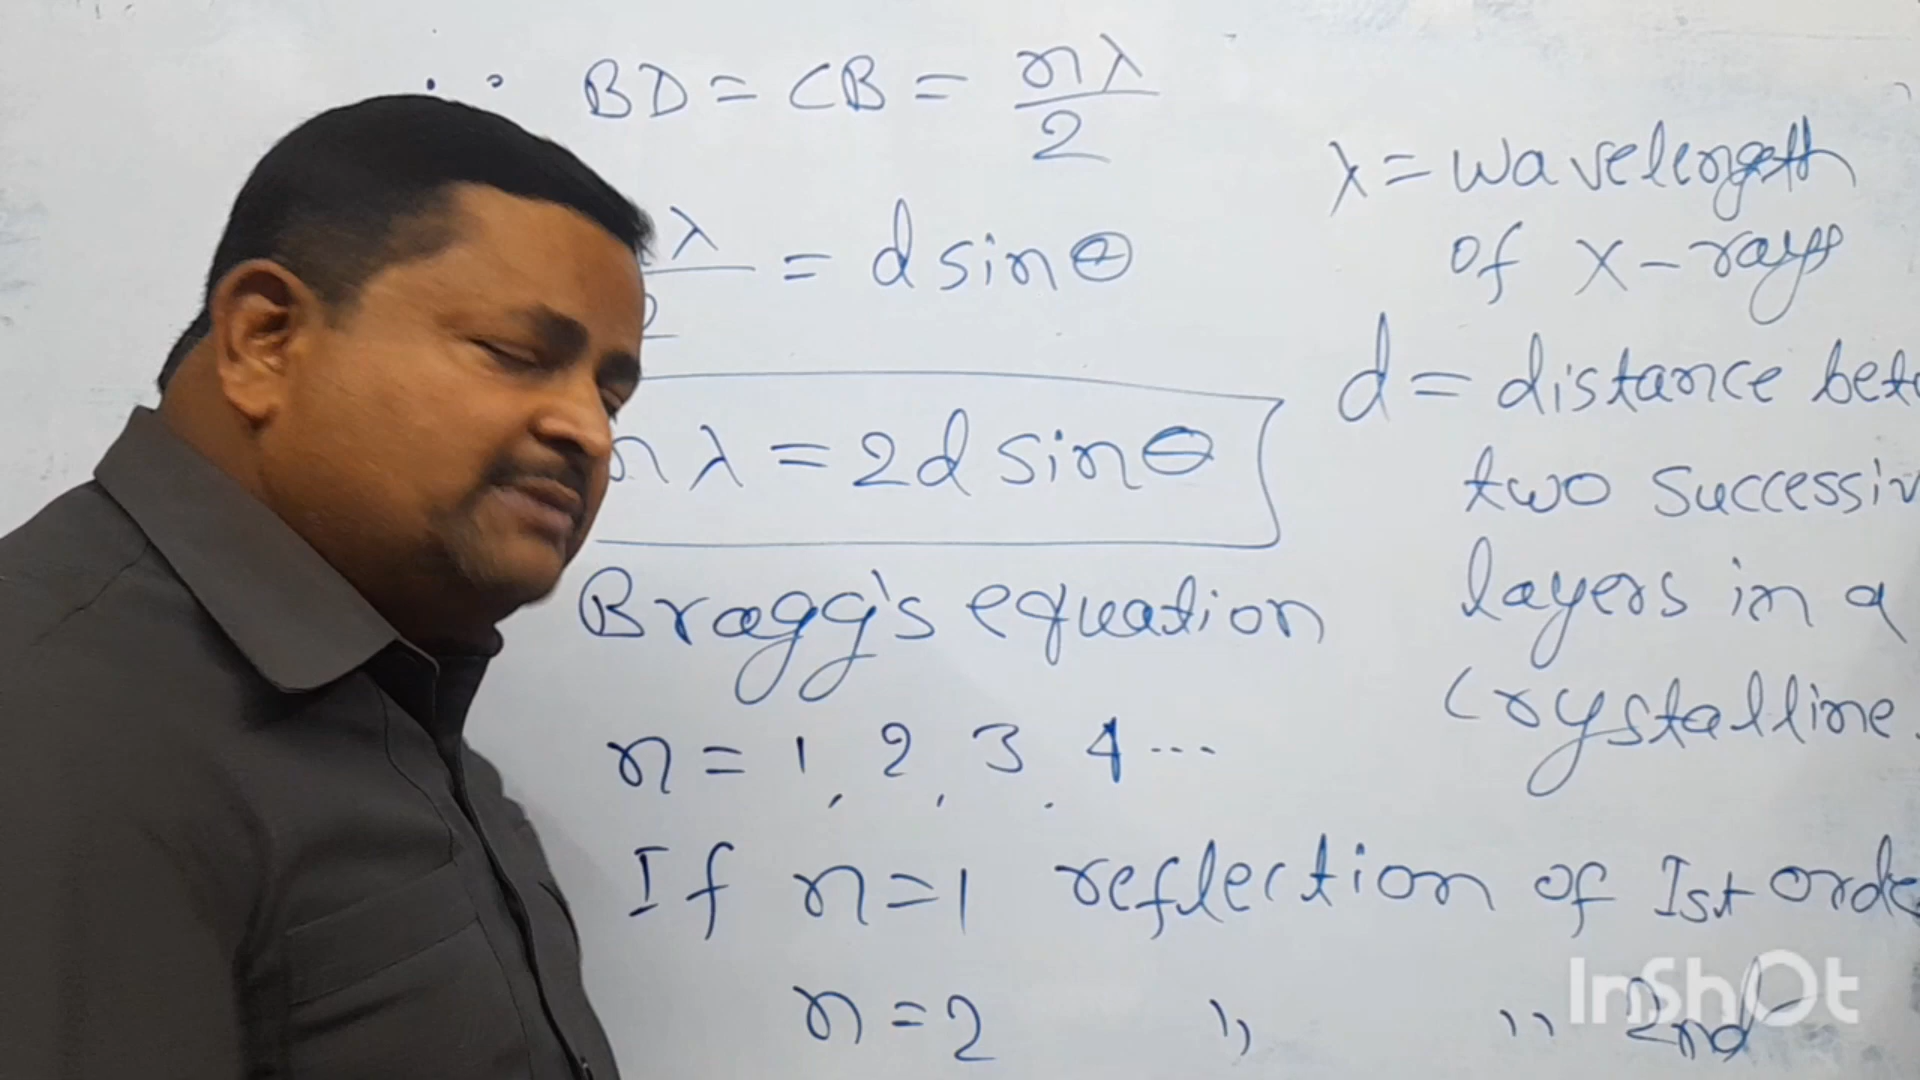 ∴ BD = CB = nλ/2
λ/2 = d sinθ
nλ = 2d sinθ
Bragg's equation
n = 1, 2, 3, 4 ...
If n=1 reflection of Ist orde
n=2 " " 2nd
λ = wavelength
of X-rays
d = distance bet
two successiv
layers in a
crystalline
InShOt